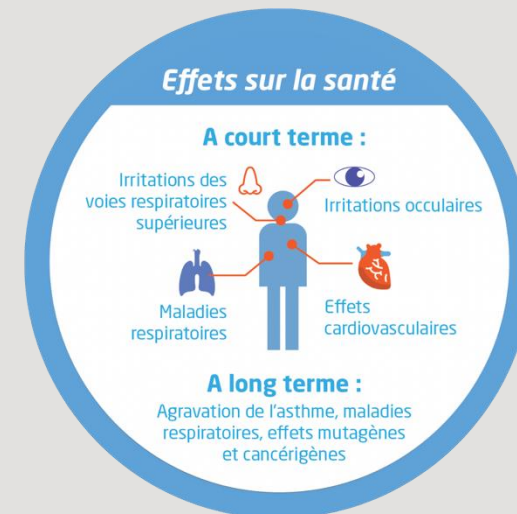 Effets sur la santé
A court terme :
Irritations des
voies respiratoires
supérieures
Irritations occulaires
Maladies
respiratoires
Effets
cardiovasculaires
A long terme :
Agravation de l'asthme, maladies
respiratoires, effets mutagènes
et cancérigènes